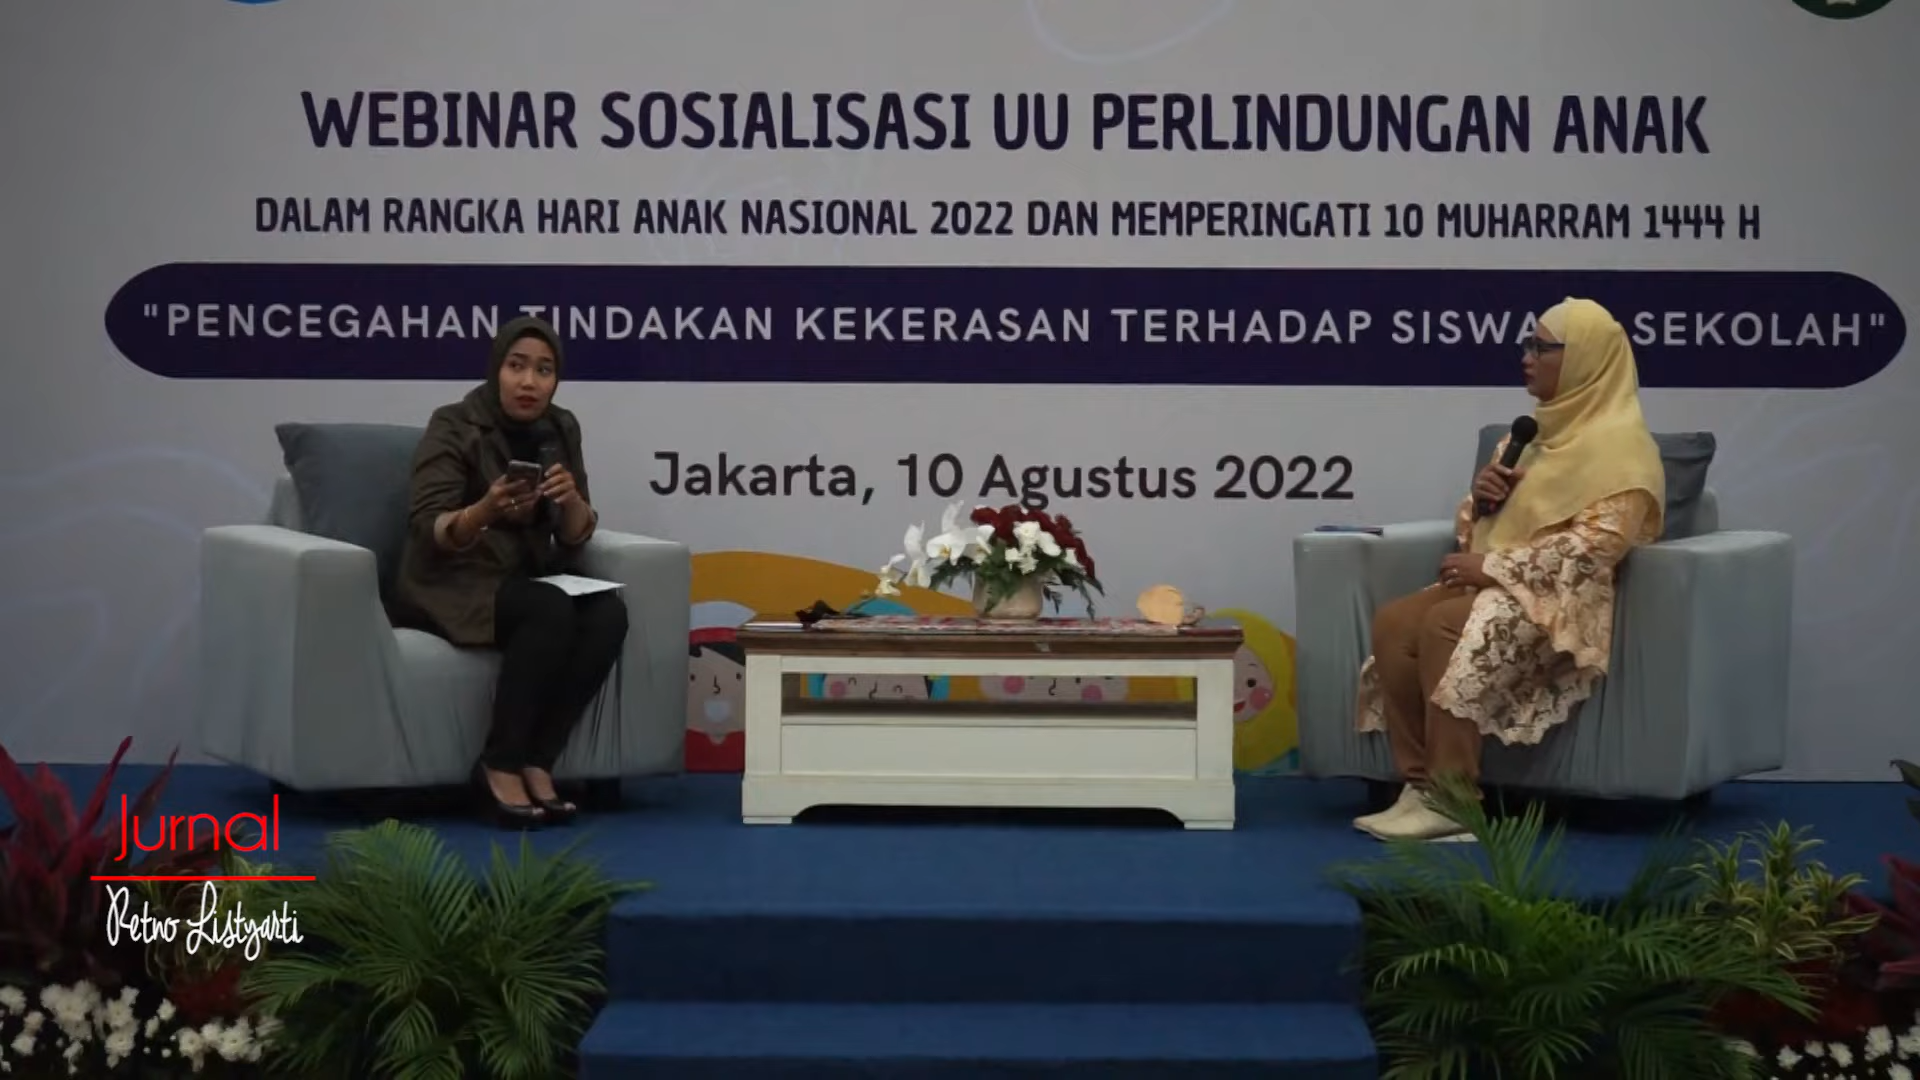 WEBINAR SOSIALISASI UU PERLINDUNGAN ANAK
DALAM RANGKA HARI ANAK NASIONAL 2022 DAN MEMPERINGATI 10 MUHARRAM 1444 H
"PENCEGAHAN TINDAKAN KEKERASAN TERHADAP SISWA SEKOLAH"
Jakarta, 10 Agustus 2022
Jurnal
Retno Listyarti